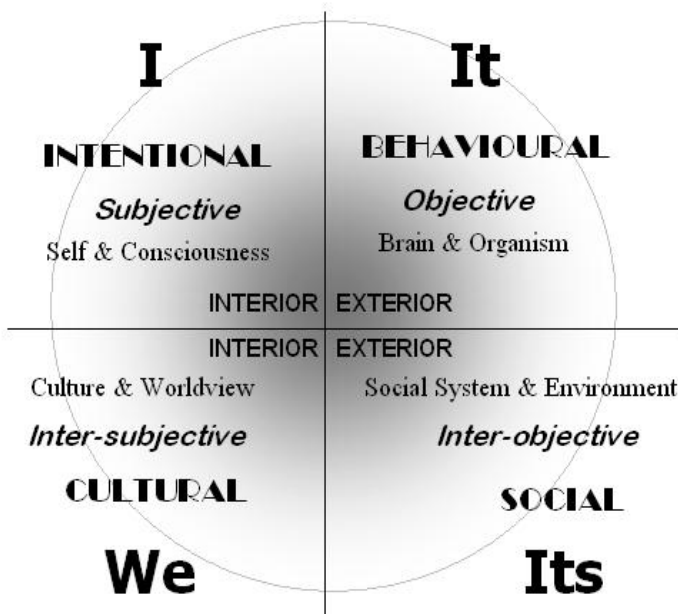 I
It
INTENTIONAL
BEHAVIOURAL
Subjective
Objective
Self & Consciousness
Brain & Organism
INTERIOR
EXTERIOR
INTERIOR
EXTERIOR
Culture & Worldview
Social System & Environment
Inter-subjective
Inter-objective
CULTURAL
SOCIAL
We
Its